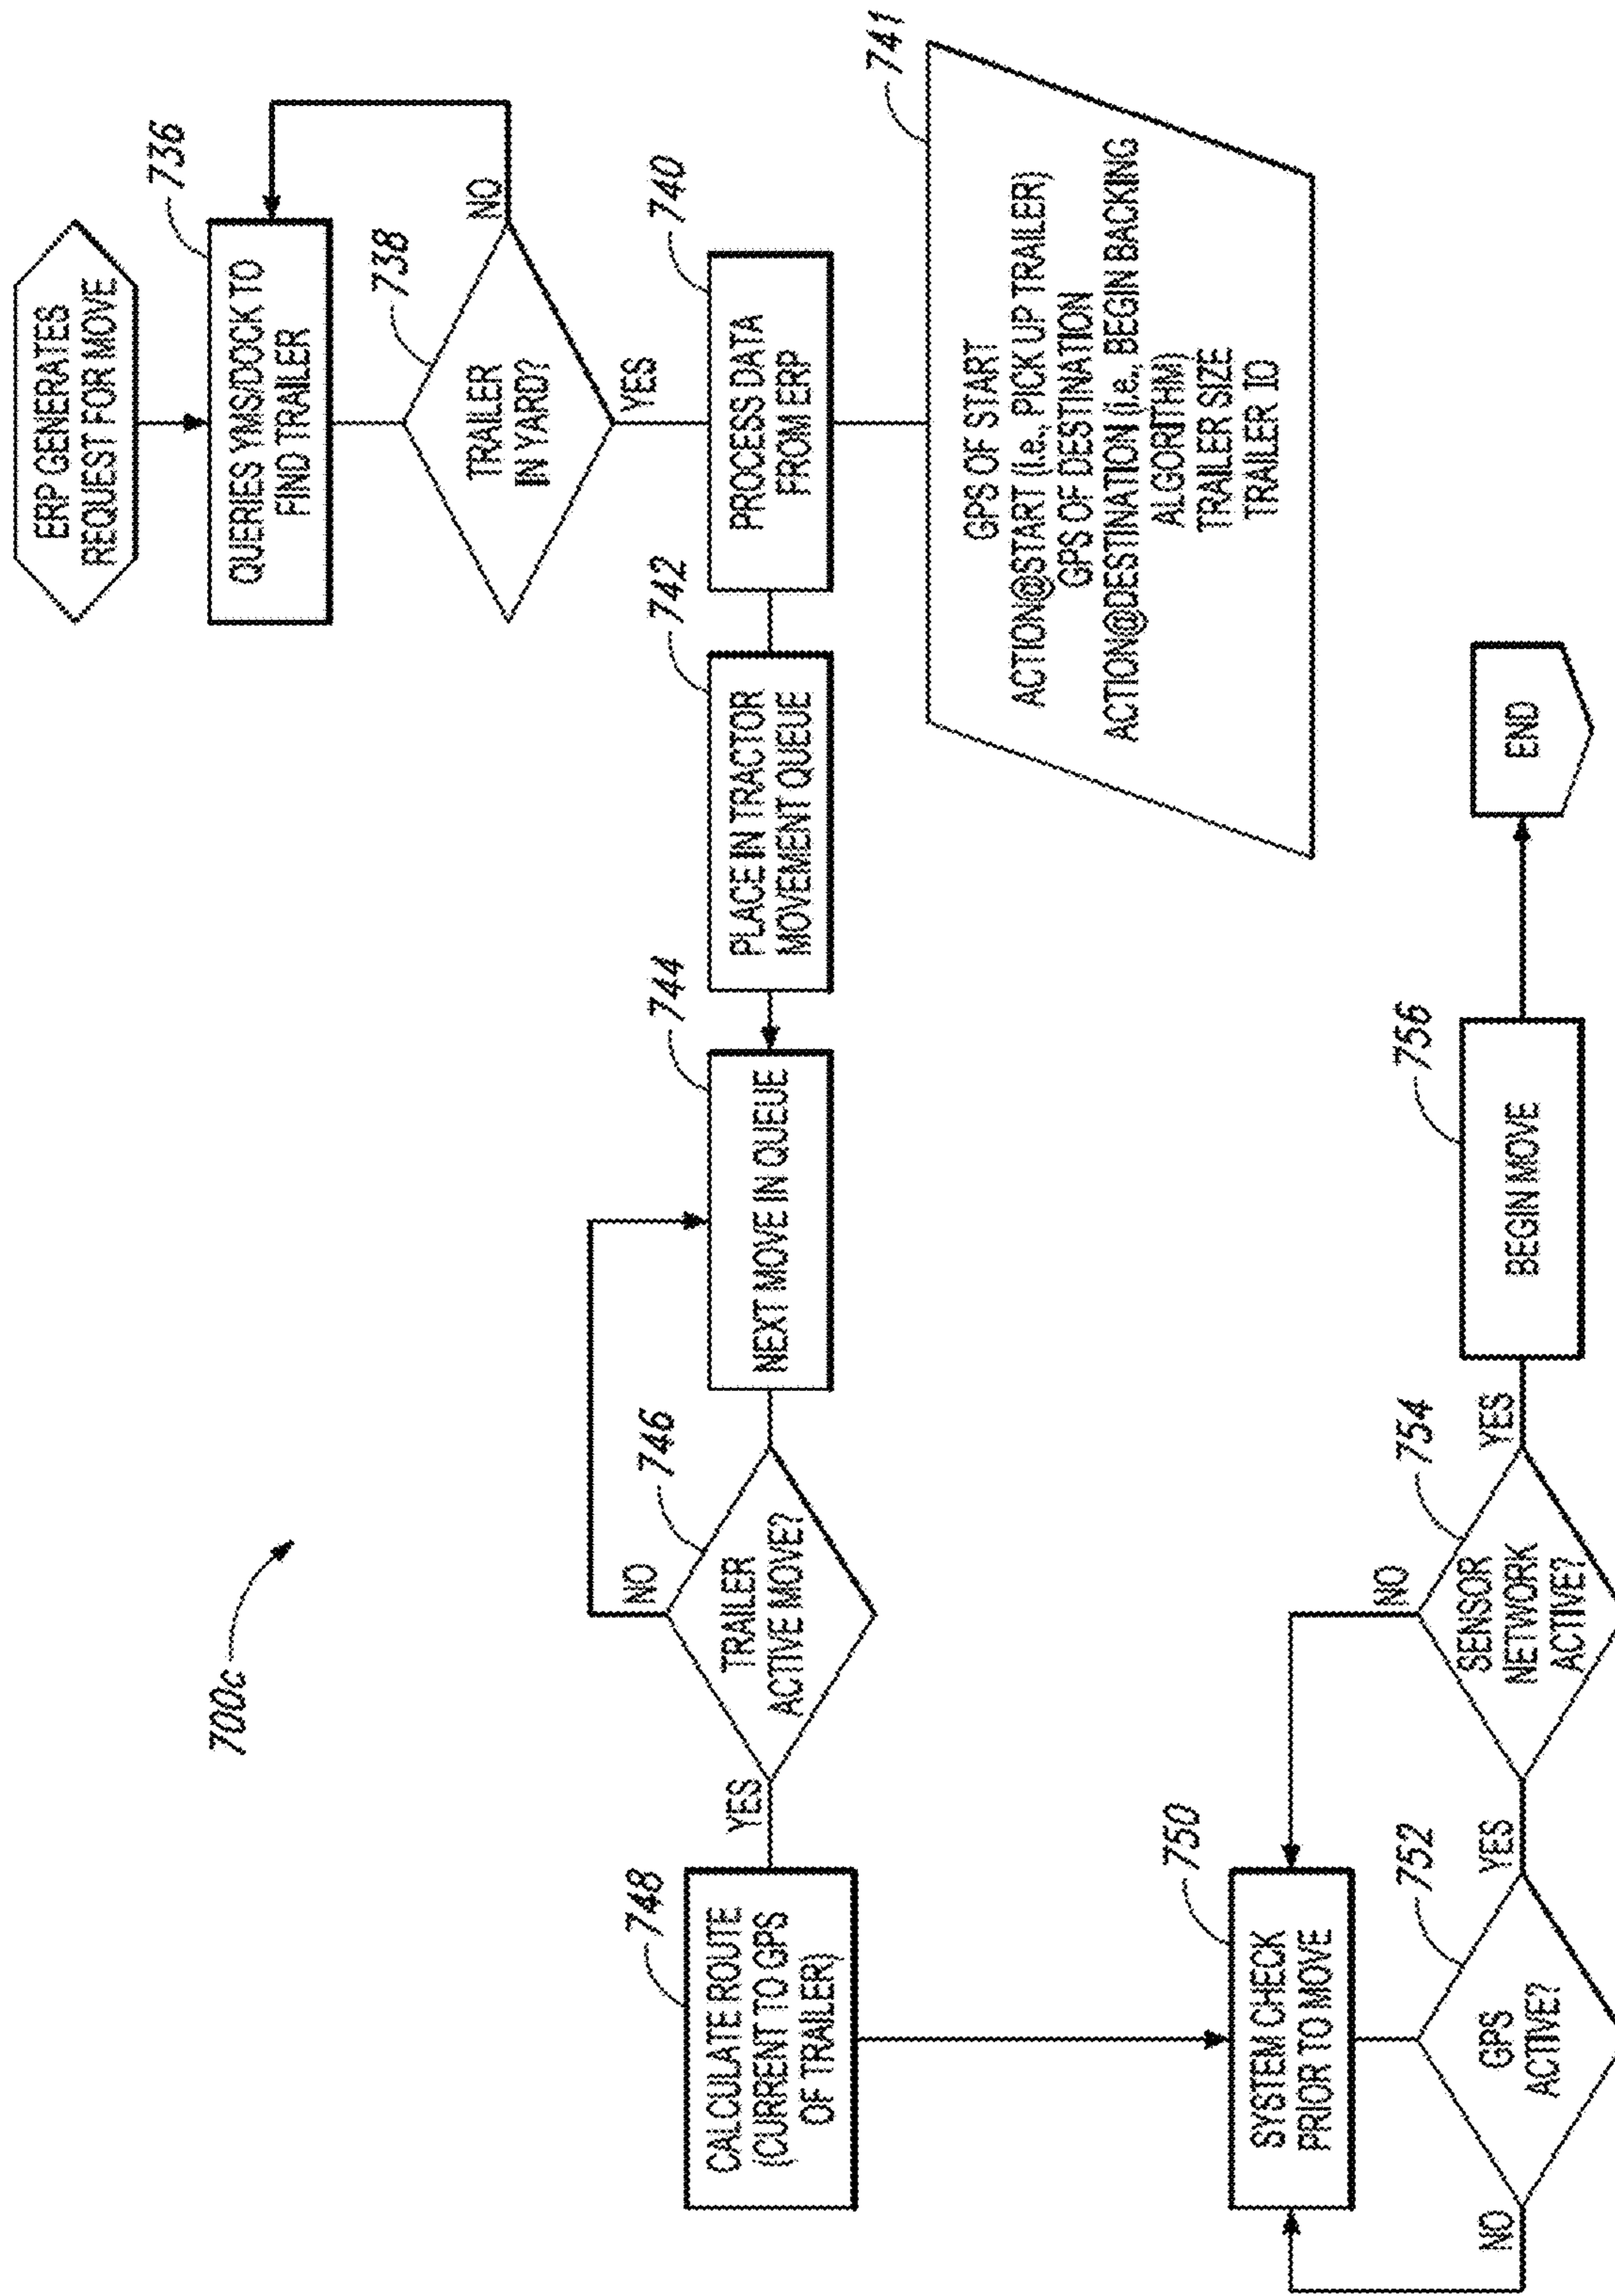 700c
ERP GENERATES
REQUEST FOR MOVE
736
QUERIES YMS/DOCK TO
FIND TRAILER
738
TRAILER
IN YARD?
NO
YES
740
PROCESS DATA
FROM ERP
741
GPS OF START
ACTION@START (i.e., PICK UP TRAILER)
GPS OF DESTINATION
ACTION@DESTINATION (i.e., BEGIN BACKING
ALGORITHM)
TRAILER SIZE
TRAILER ID
742
PLACE IN TRACTOR
MOVEMENT QUEUE
744
NEXT MOVE IN QUEUE
746
TRAILER
ACTIVE MOVE?
NO
YES
748
CALCULATE ROUTE
(CURRENT TO GPS
OF TRAILER)
750
SYSTEM CHECK
PRIOR TO MOVE
752
GPS
ACTIVE?
NO
YES
754
SENSOR
NETWORK
ACTIVE?
NO
YES
756
BEGIN MOVE
END